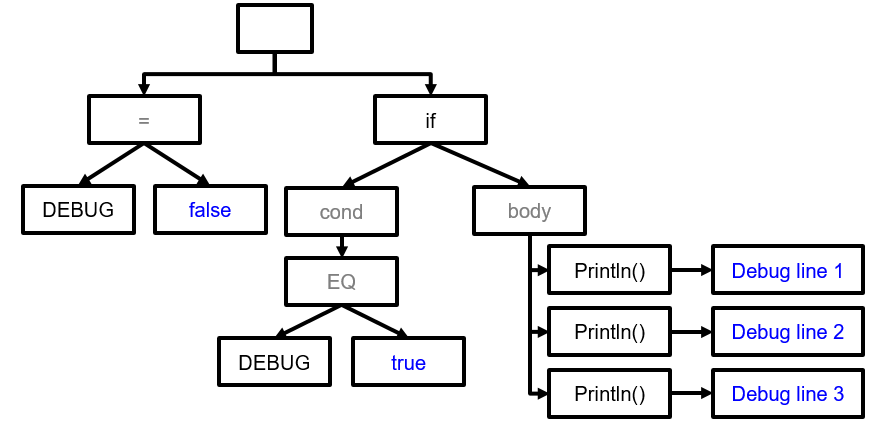 =
if
DEBUG
false
cond
body
EQ
Println()
Debug line 1
Println()
Debug line 2
DEBUG
true
Println()
Debug line 3